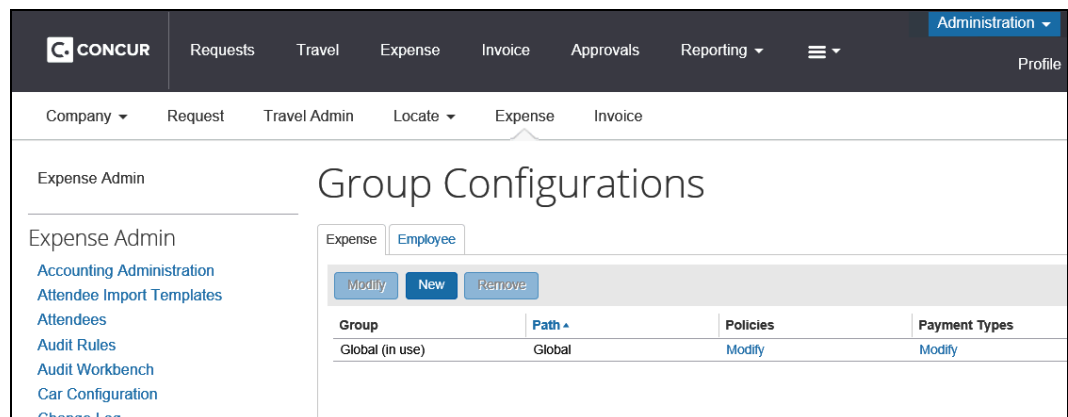 Administration
C. CONCUR Requests Travel Expense Invoice Approvals Reporting
Profile
Company Request Travel Admin Locate Expense Invoice
Expense Admin
Group Configurations
Expense Admin
Expense Employee
Accounting Administration
Modify New Remove
Attendee Import Templates
Attendees
Group Path Policies Payment Types
Audit Rules
Global (in use) Global Modify Modify
Audit Workbench
Car Configuration
Change Log